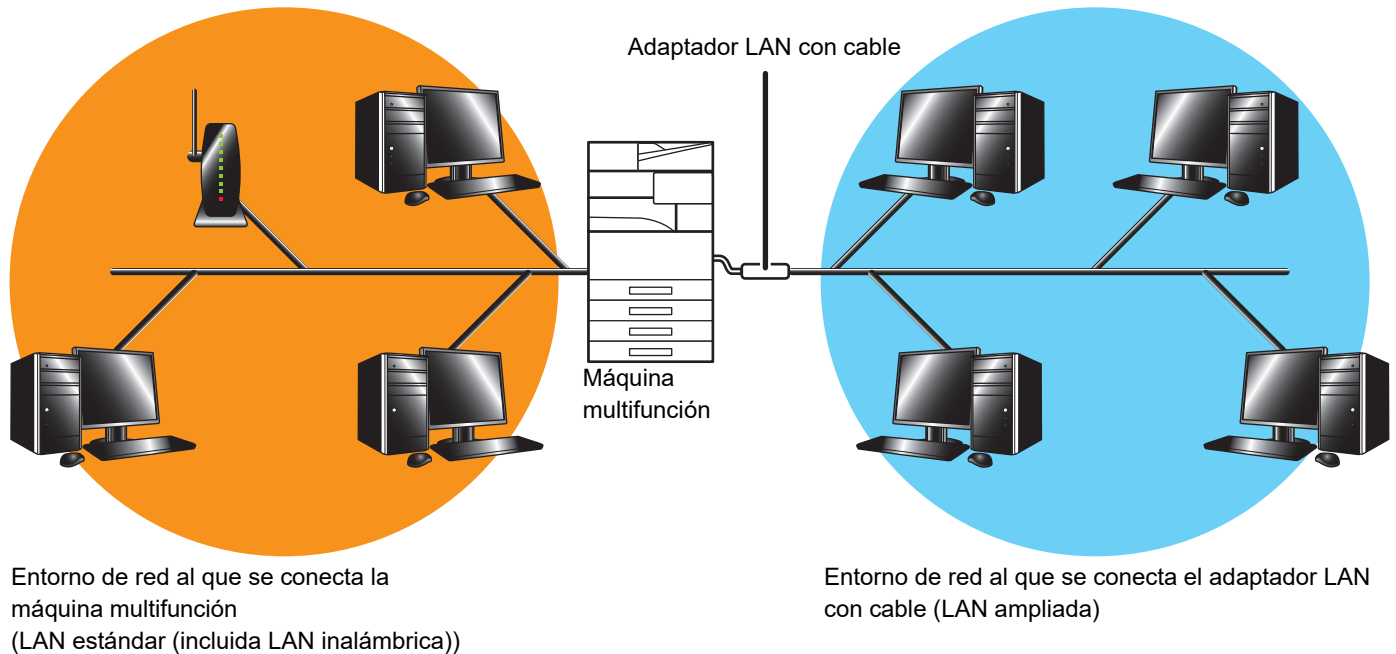 Adaptador LAN con cable
Máquina
multifunción
Entorno de red al que se conecta la
máquina multifunción
(LAN estándar (incluida LAN inalámbrica))
Entorno de red al que se conecta el adaptador LAN
con cable (LAN ampliada)